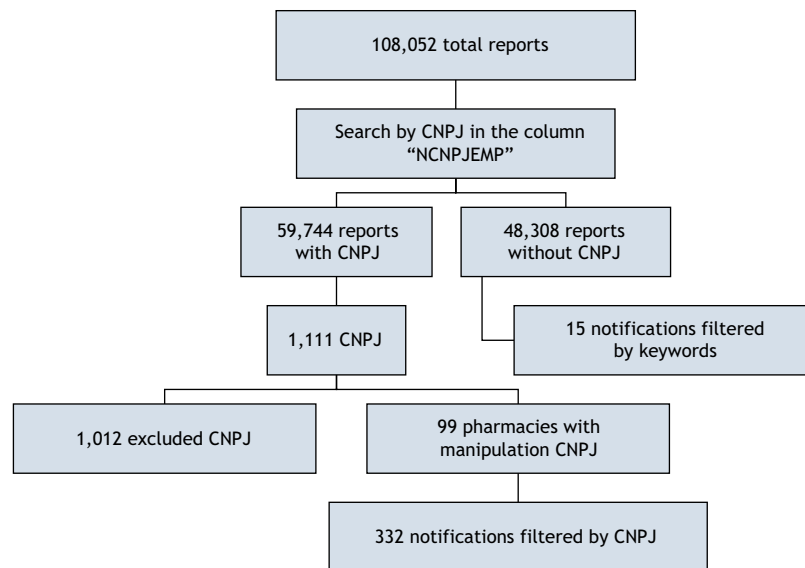 108,052 total reports
Search by CNPJ in the column
“NCNPJEMP”
59,744 reports
with CNPJ
48,308 reports
without CNPJ
1,111 CNPJ
15 notifications filtered
by keywords
1,012 excluded CNPJ
99 pharmacies with
manipulation CNPJ
332 notifications filtered by CNPJ